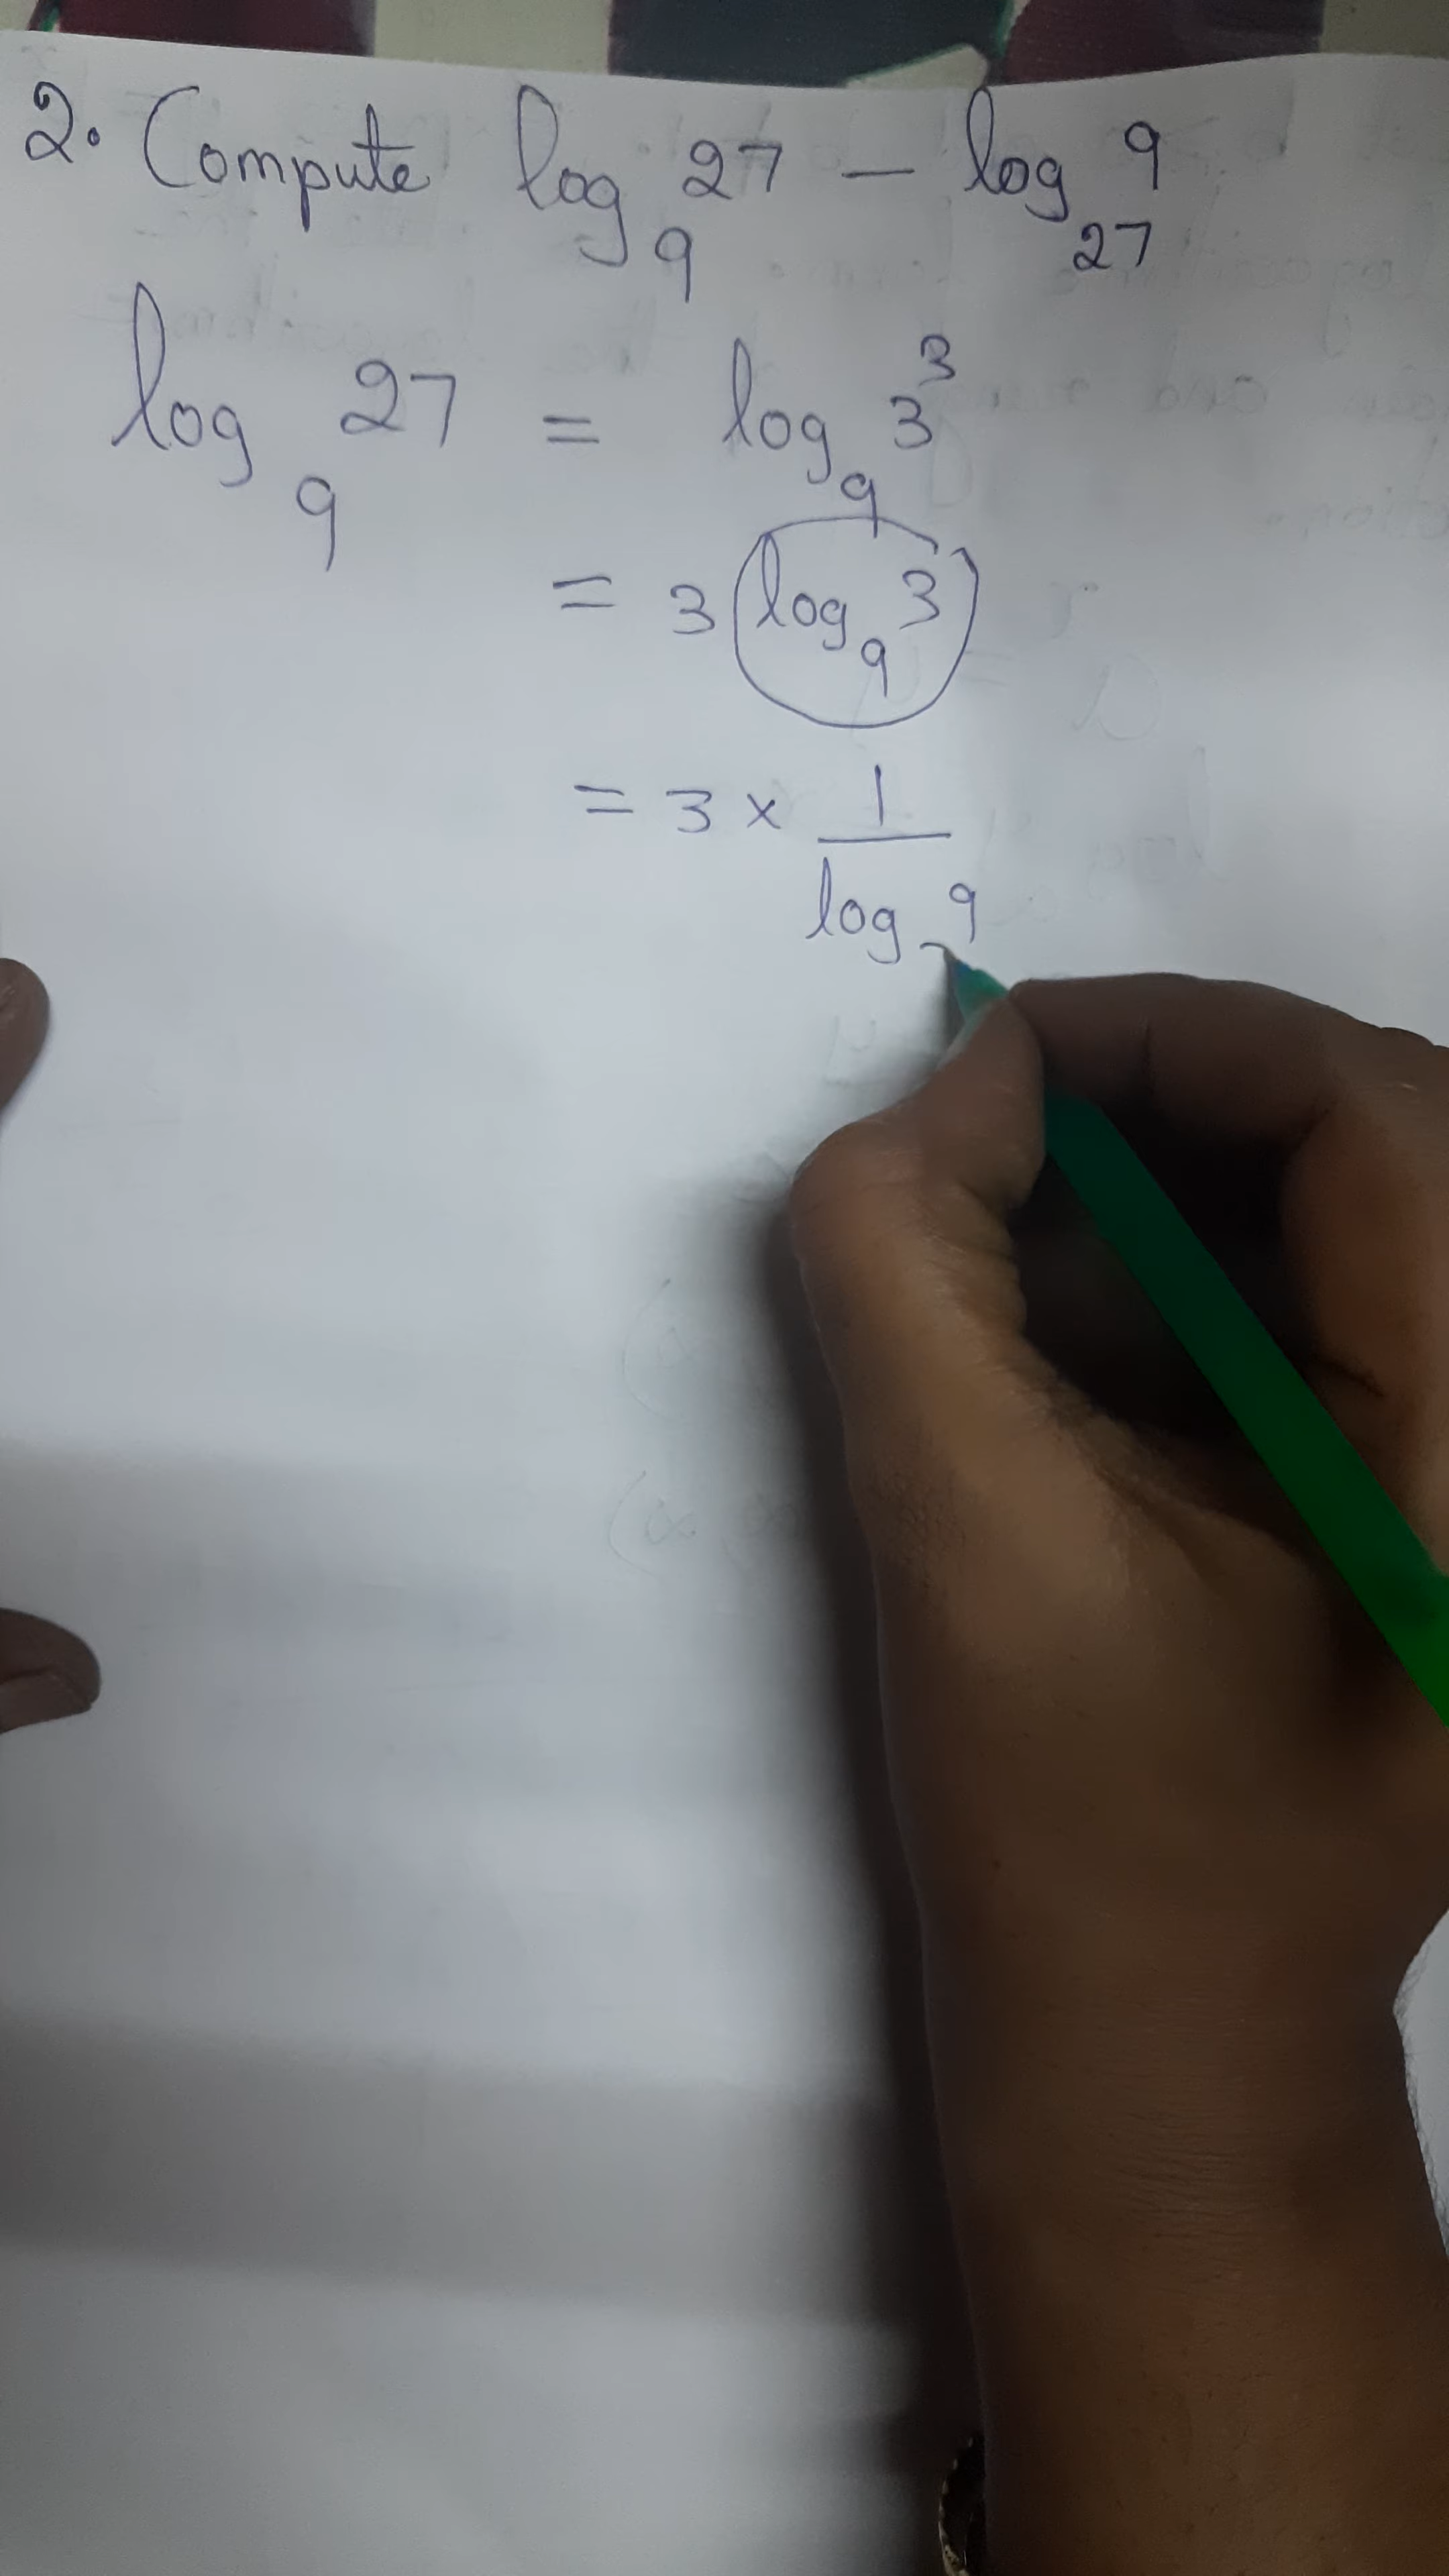 2. Compute log₉ 27 – log₂₇ 9
log₉ 27 = log₉ 3³
= 3 log₉ 3
= 3 × 1/log 9